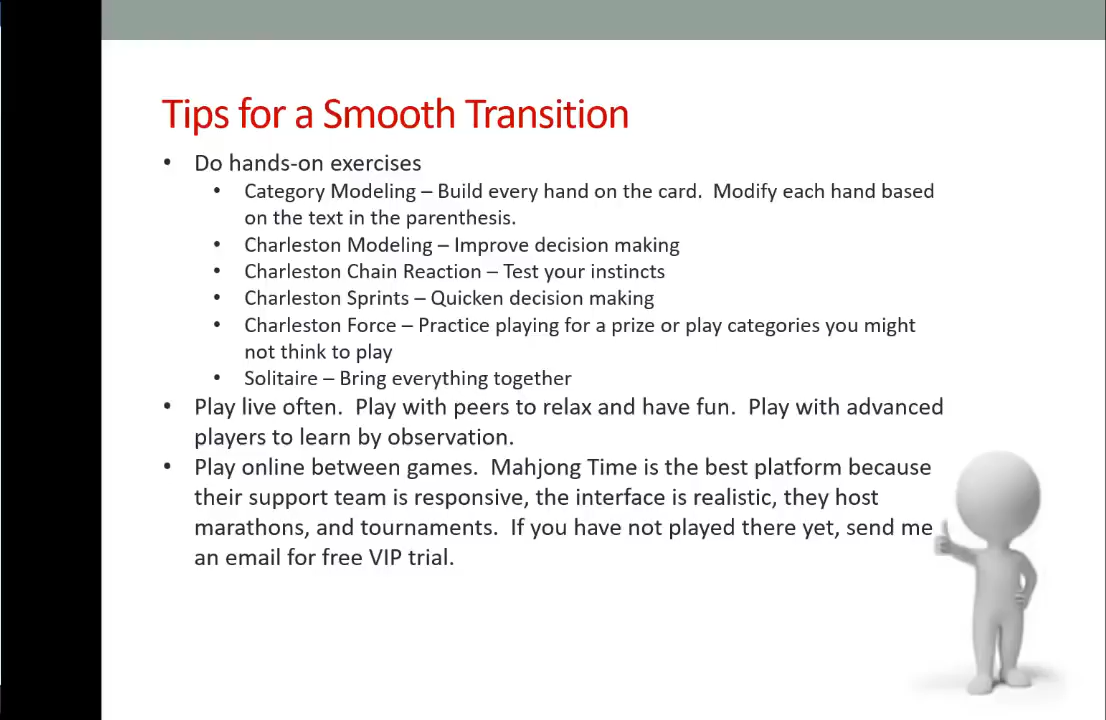 Tips for a Smooth Transition
• Do hands-on exercises
• Category Modeling – Build every hand on the card.  Modify each hand based
on the text in the parenthesis.
• Charleston Modeling – Improve decision making
• Charleston Chain Reaction – Test your instincts
• Charleston Sprints – Quicken decision making
• Charleston Force – Practice playing for a prize or play categories you might
not think to play
• Solitaire – Bring everything together
• Play live often.  Play with peers to relax and have fun.  Play with advanced
players to learn by observation.
• Play online between games.  Mahjong Time is the best platform because
their support team is responsive, the interface is realistic, they host
marathons, and tournaments.  If you have not played there yet, send me
an email for free VIP trial.